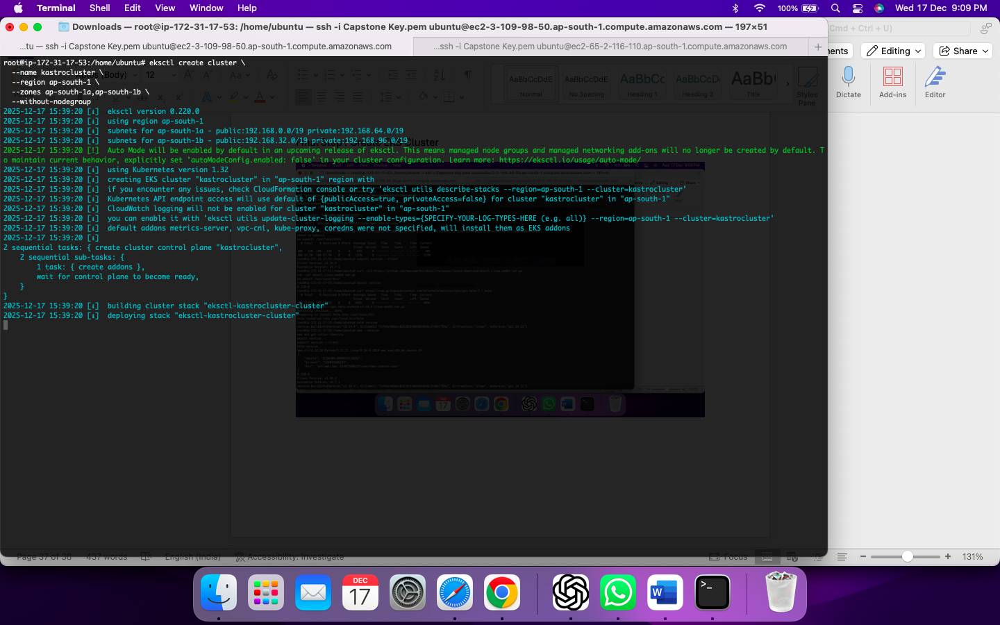 Terminal Shell Edit View Window Help
100% Wed 17 Dec 9:09 PM
Downloads — root@ip-172-31-17-53: /home/ubuntu — ssh -i Capstone Key.pem ubuntu@ec2-3-109-98-50.ap-south-1.compute.amazonaws.com — 197×51
Cmd + Ctrl + U)
...tu — ssh -i Capstone Key.pem ubuntu@ec2-3-109-98-50.ap-south-1.compute.amazonaws.com
...ssh -i Capstone Key.pem ubuntu@ec2-65-2-116-110.ap-south-1.compute.amazonaws.com
Editing
Share
root@ip-172-31-17-53:/home/ubuntu# eksctl create cluster \
--name kastrocluster \
--region ap-south-1 \
--zones ap-south-1a,ap-south-1b \
--without-nodegroup
2025-12-17 15:39:20 [ℹ] eksctl version 0.220.0
2025-12-17 15:39:20 [ℹ] using region ap-south-1
2025-12-17 15:39:20 [ℹ] subnets for ap-south-1a - public:192.168.0.0/19 private:192.168.64.0/19
2025-12-17 15:39:20 [ℹ] subnets for ap-south-1b - public:192.168.32.0/19 private:192.168.96.0/19
2025-12-17 15:39:20 [!] Auto Mode will be enabled by default in an upcoming release of eksctl. This means managed node groups and managed networking add-ons will no longer be created by default. T
o maintain current behavior, explicitly set 'autoModeConfig.enabled: false' in your cluster configuration. Learn more: https://eksctl.io/usage/auto-mode/
2025-12-17 15:39:20 [ℹ] using Kubernetes version 1.32
2025-12-17 15:39:20 [ℹ] creating EKS cluster "kastrocluster" in "ap-south-1" region with
2025-12-17 15:39:20 [ℹ] if you encounter any issues, check CloudFormation console or try 'eksctl utils describe-stacks --region=ap-south-1 --cluster=kastrocluster'
2025-12-17 15:39:20 [ℹ] Kubernetes API endpoint access will use default of {publicAccess=true, privateAccess=false} for cluster "kastrocluster" in "ap-south-1"
2025-12-17 15:39:20 [ℹ] CloudWatch logging will not be enabled for cluster "kastrocluster" in "ap-south-1"
2025-12-17 15:39:20 [ℹ] you can enable it with 'eksctl utils update-cluster-logging --enable-types={SPECIFY-YOUR-LOG-TYPES-HERE (e.g. all)} --region=ap-south-1 --cluster=kastrocluster'
2025-12-17 15:39:20 [ℹ] default addons metrics-server, vpc-cni, kube-proxy, coredns were not specified, will install them as EKS addons
2025-12-17 15:39:20 [ℹ]
2 sequential tasks: { create cluster control plane "kastrocluster",
2 sequential sub-tasks: {
1 task: { create addons },
wait for control plane to become ready,
}
}
2025-12-17 15:39:20 [ℹ] building cluster stack "eksctl-kastrocluster-cluster"
2025-12-17 15:39:20 [ℹ] deploying stack "eksctl-kastrocluster-cluster"
(Body) 12
AaBbCcDdEe AaBbCcDdEe AaBbCc AaBbCcDc AaBb
Normal No Spacing Heading 1 Heading 2 Title
Styles
Pane
Dictate Add-ins Editor
Create EKS Cluster
Page 37 of 38 437 words English (India) Accessibility: Investigate
Focus 131%
DEC
17
W
>_